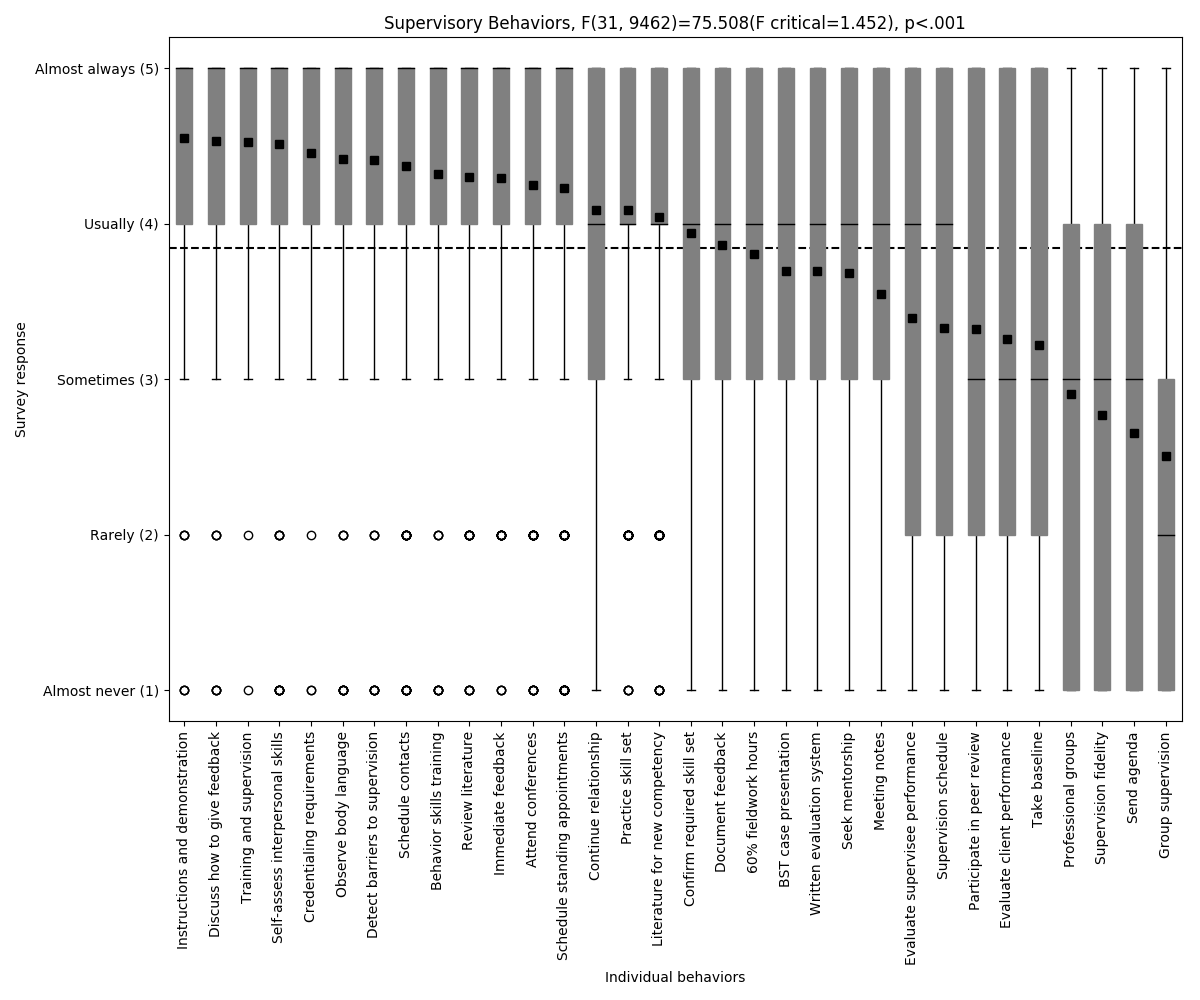 Supervisory Behaviors, F(31, 9462)=75.508(F critical=1.452), p<.001
Almost always (5)
Usually (4)
Sometimes (3)
Rarely (2)
Almost never (1)
Survey response
Instructions and demonstration
Discuss how to give feedback
Training and supervision
Self-assess interpersonal skills
Credentialing requirements
Observe body language
Detect barriers to supervision
Schedule contacts
Behavior skills training
Review literature
Immediate feedback
Attend conferences
Schedule standing appointments
Continue relationship
Practice skill set
Literature for new competency
Confirm required skill set
Document feedback
60% fieldwork hours
BST case presentation
Written evaluation system
Seek mentorship
Meeting notes
Evaluate supervisee performance
Supervision schedule
Participate in peer review
Evaluate client performance
Take baseline
Professional groups
Supervision fidelity
Send agenda
Group supervision
Individual behaviors